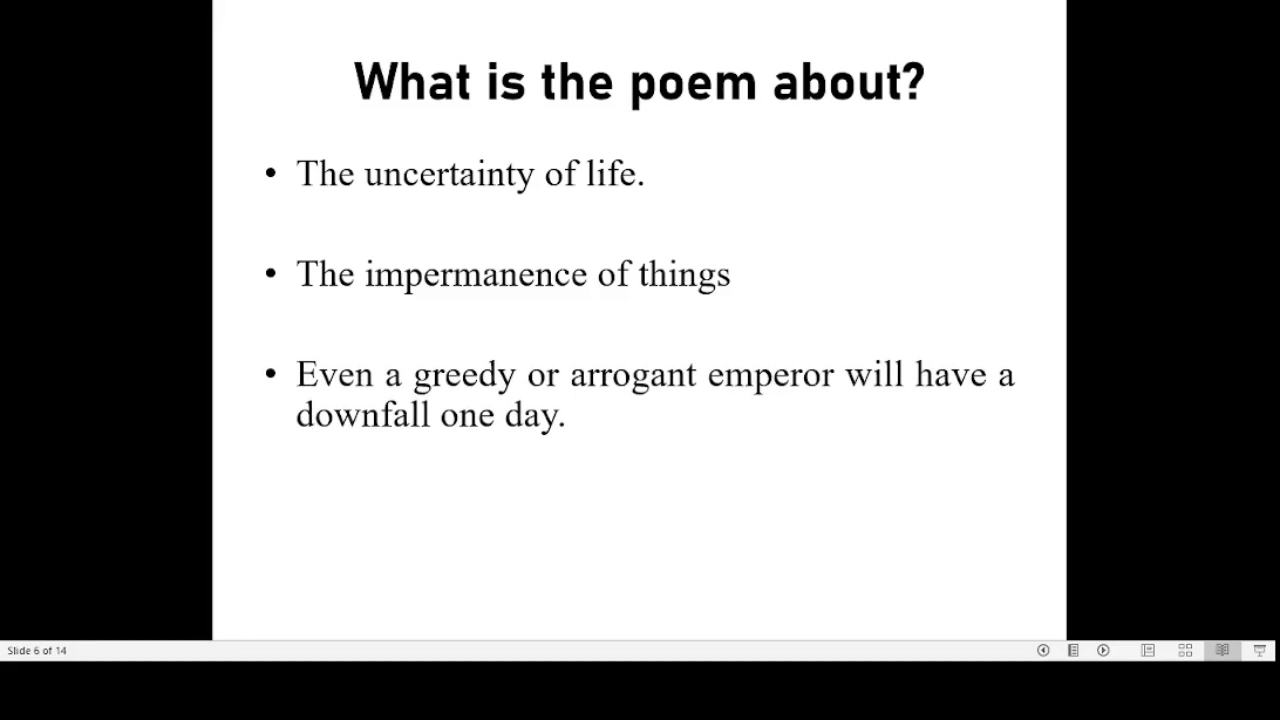 What is the poem about?
• The uncertainty of life.
• The impermanence of things
• Even a greedy or arrogant emperor will have a
downfall one day.
Slide 6 of 14